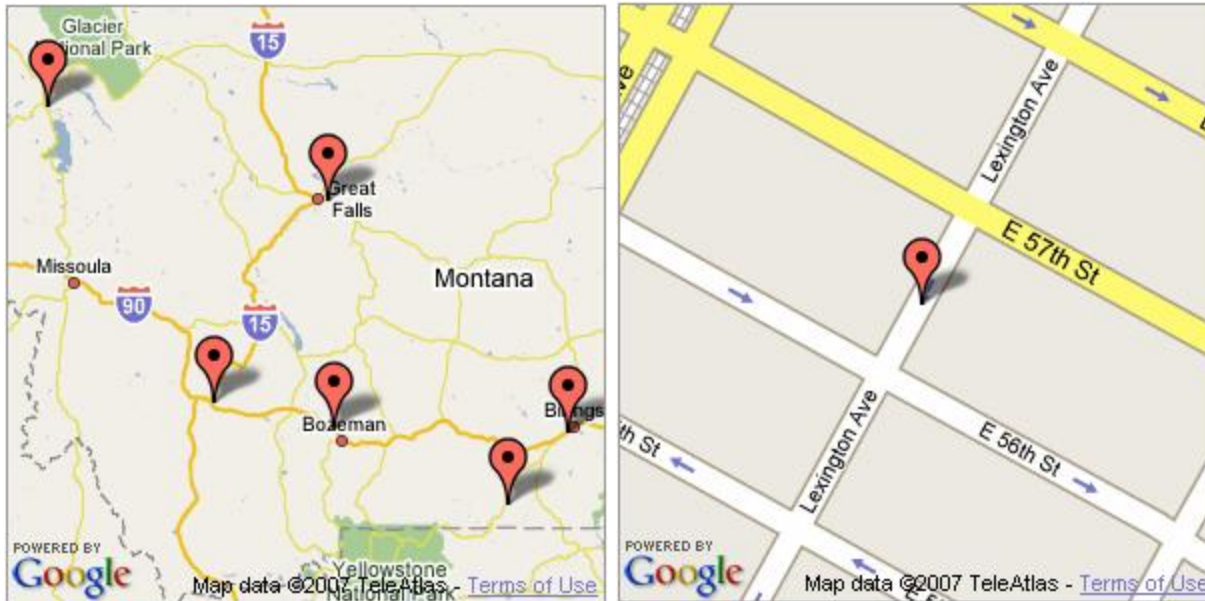 Glacier
National Park
15
Great
Falls
Missoula
Montana
90
15
Bozeman
Billings
Yellowstone
National Park
POWERED BY
Google
Map data ©2007 TeleAtlas - Terms of Use
Lexington Ave
E 57th St
E 56th St
Lexington Ave
th St
POWERED BY
Google
Map data ©2007 TeleAtlas - Terms of Use